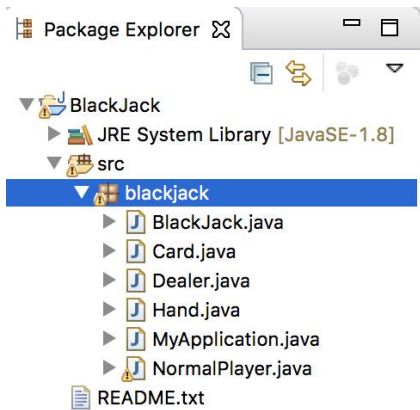 Package Explorer
BlackJack
JRE System Library [JavaSE-1.8]
src
blackjack
BlackJack.java
Card.java
Dealer.java
Hand.java
MyApplication.java
NormalPlayer.java
README.txt